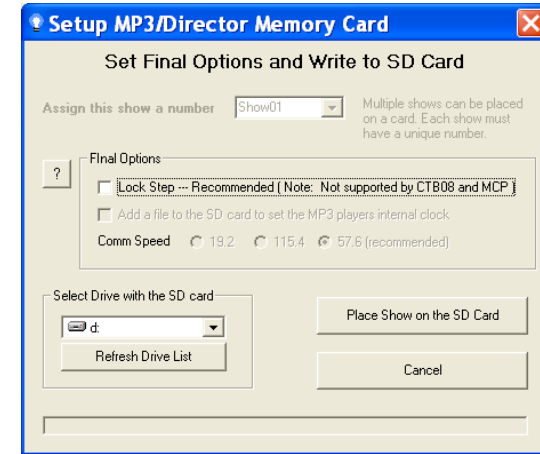 Setup MP3/Director Memory Card
Set Final Options and Write to SD Card
Assign this show a number
Show01
Multiple shows can be placed
on a card. Each show must
have a unique number.
?
FInal Options
Lock Step --- Recommended ( Note: Not supported by CTB08 and MCP )
Add a file to the SD card to set the MP3 players internal clock
Comm Speed 19.2 115.4 57.6 (recommended)
Select Drive with the SD card
d:
Refresh Drive List
Place Show on the SD Card
Cancel